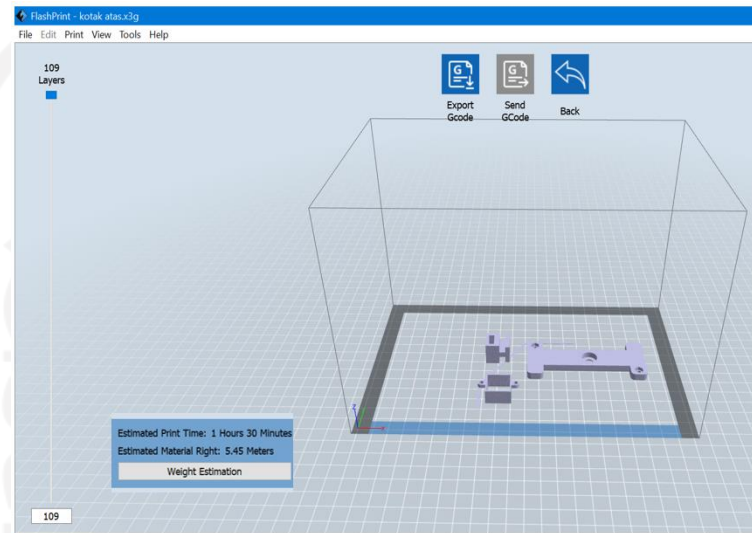 FlashPrint - kotak atas.x3g
File Edit Print View Tools Help
109
Layers
Export
Gcode
Send
GCode
Back
Estimated Print Time: 1 Hours 30 Minutes
Estimated Material Right: 5.45 Meters
Weight Estimation
109